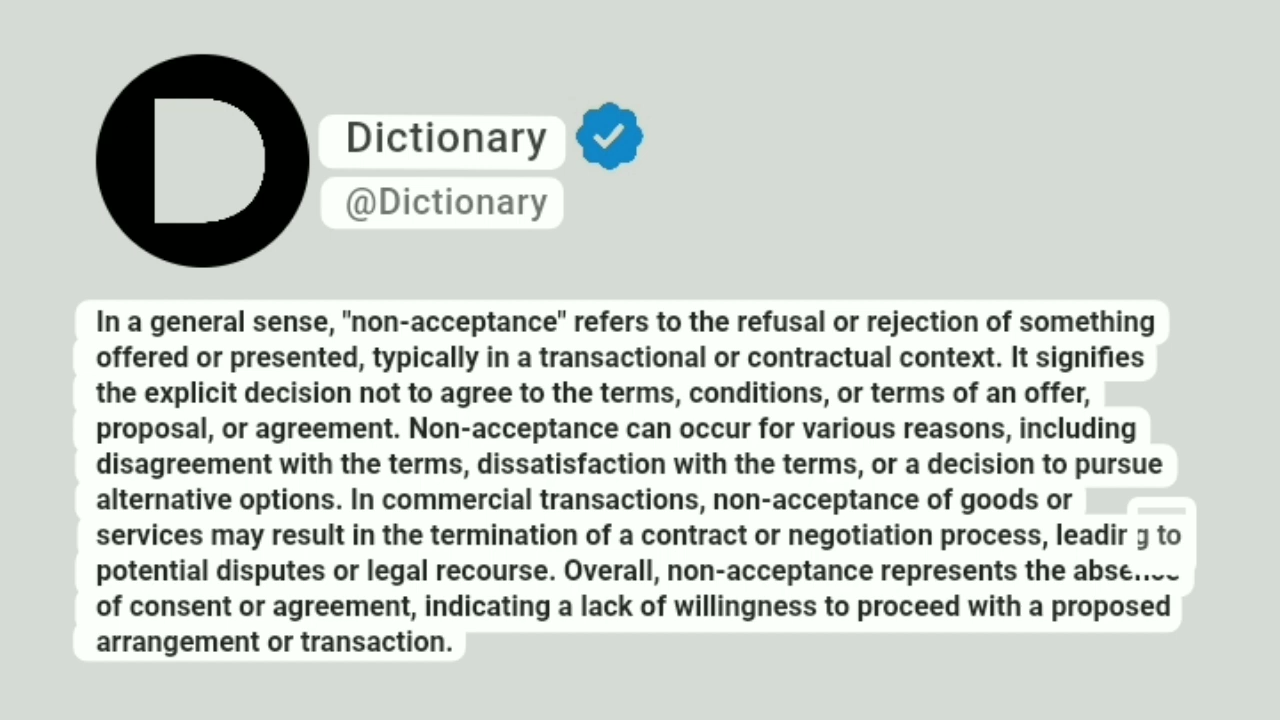 Dictionary
@Dictionary
In a general sense, "non-acceptance" refers to the refusal or rejection of something
offered or presented, typically in a transactional or contractual context. It signifies
the explicit decision not to agree to the terms, conditions, or terms of an offer,
proposal, or agreement. Non-acceptance can occur for various reasons, including
disagreement with the terms, dissatisfaction with the terms, or a decision to pursue
alternative options. In commercial transactions, non-acceptance of goods or
services may result in the termination of a contract or negotiation process, leading to
potential disputes or legal recourse. Overall, non-acceptance represents the absence
of consent or agreement, indicating a lack of willingness to proceed with a proposed
arrangement or transaction.